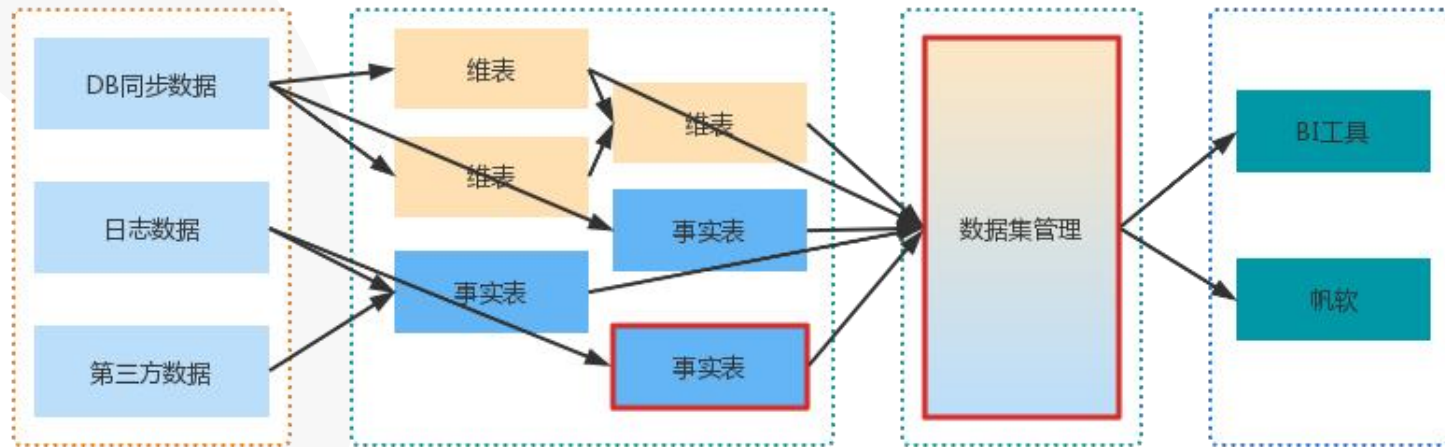 DB同步数据
日志数据
第三方数据
维表
维表
事实表
维表
事实表
事实表
数据集管理
BI工具
帆软